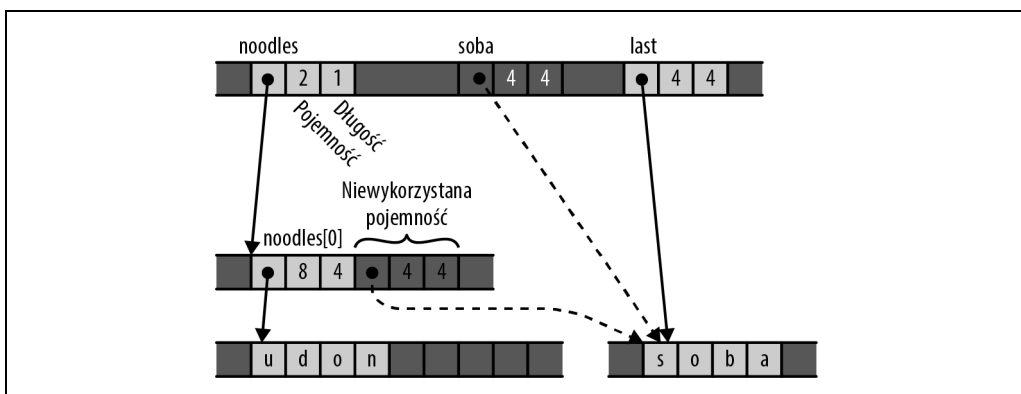 noodles soba last
2 1 4 4 4 4
Pojemność
Długość
Niewykorzystana
pojemność
noodles[0]
8 4 4 4
u d o n s o b a